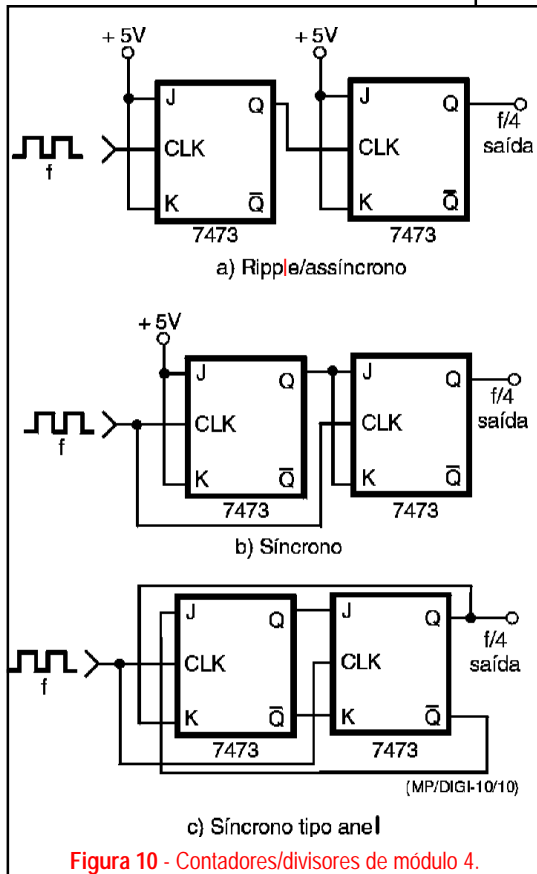 + 5V + 5V
J Q J Q
f/4
saída
CLK CLK
f
K Q̅ K Q̅
7473 7473
a) Ripple/assíncrono
+ 5V
J Q J Q
f/4
saída
CLK CLK
f
K Q̅ K Q̅
7473 7473
b) Síncrono
J Q J Q
f/4
saída
CLK CLK
f
K Q̅ K Q̅
7473 7473
(MP/DIGI-10/10)
c) Síncrono tipo anel
Figura 10 - Contadores/divisores de módulo 4.